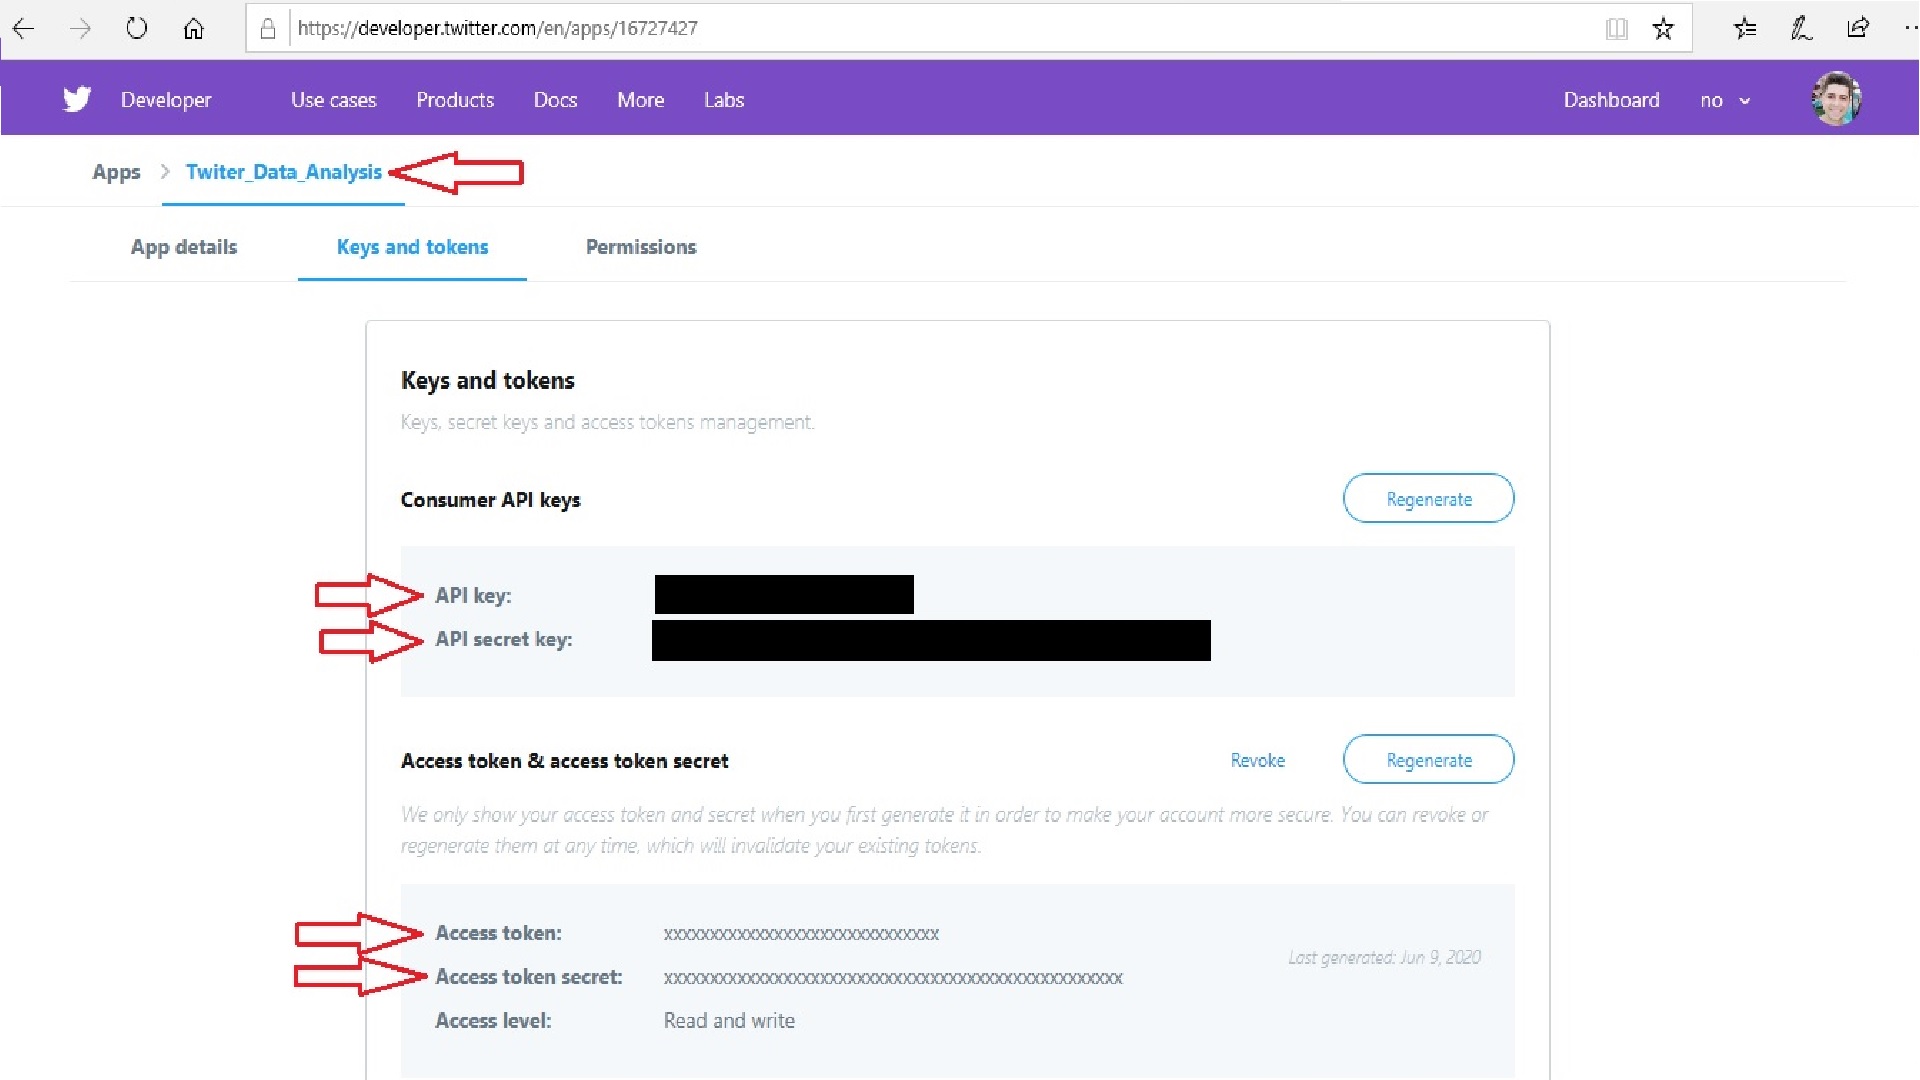 https://developer.twitter.com/en/apps/16727427
Developer Use cases Products Docs More Labs Dashboard no
Apps > Twiter_Data_Analysis
App details Keys and tokens Permissions
Keys and tokens
Keys, secret keys and access tokens management.
Consumer API keys Regenerate
API key:
API secret key:
Access token & access token secret Revoke Regenerate
We only show your access token and secret when you first generate it in order to make your account more secure. You can revoke or
regenerate them at any time, which will invalidate your existing tokens.
Access token: xxxxxxxxxxxxxxxxxxxxxxxxxxxxxx
Last generated: Jun 9, 2020
Access token secret: xxxxxxxxxxxxxxxxxxxxxxxxxxxxxxxxxxxxxxxxxxxxxxxxxx
Access level: Read and write